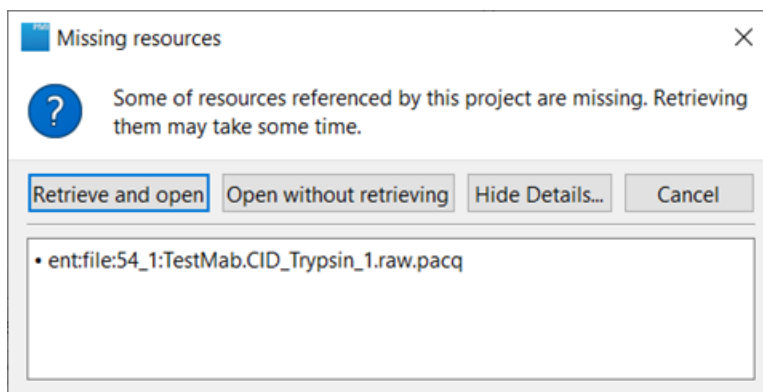 Missing resources
Some of resources referenced by this project are missing. Retrieving
them may take some time.
Retrieve and open
Open without retrieving
Hide Details...
Cancel
• ent:file:54_1:TestMab.CID_Trypsin_1.raw.pacq